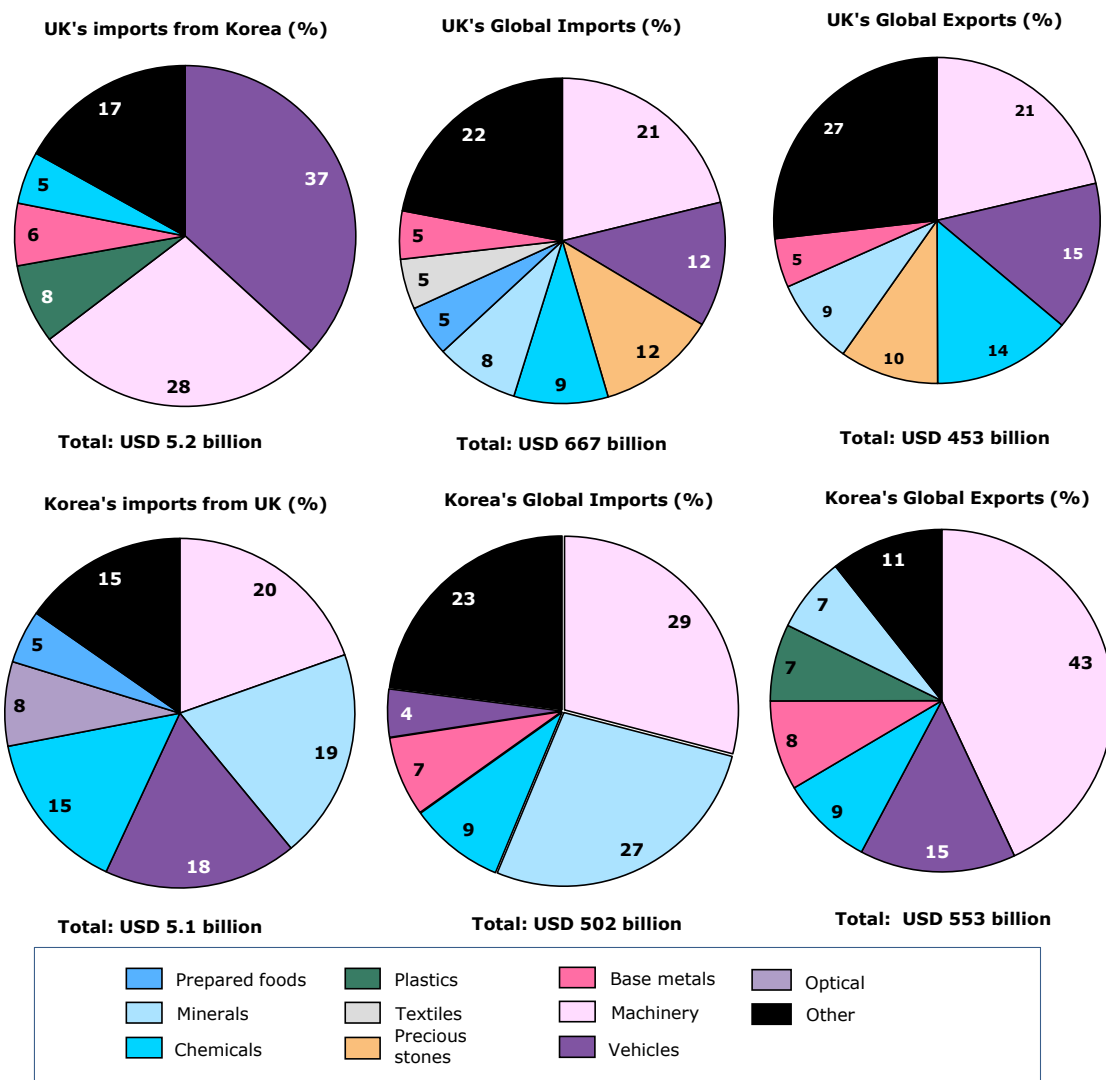 UK's imports from Korea (%)
17
37
5
6
8
28
Total: USD 5.2 billion
UK's Global Imports (%)
22
21
5
12
5
5
12
8
9
Total: USD 667 billion
UK's Global Exports (%)
27
21
15
5
9
10
14
Total: USD 453 billion
Korea's imports from UK (%)
15
20
5
8
19
15
18
Total: USD 5.1 billion
Korea's Global Imports (%)
23
29
4
7
9
27
Total: USD 502 billion
Korea's Global Exports (%)
11
7
43
7
8
9
15
Total:  USD 553 billion
Prepared foods
Minerals
Chemicals
Plastics
Textiles
Precious
stones
Base metals
Machinery
Vehicles
Optical
Other